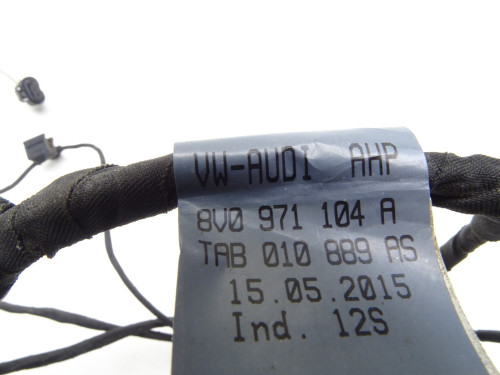 VW-AUDI AHP
8V0 971 104 A
TAB 010 889 AS
15.05.2015
Ind. 12S